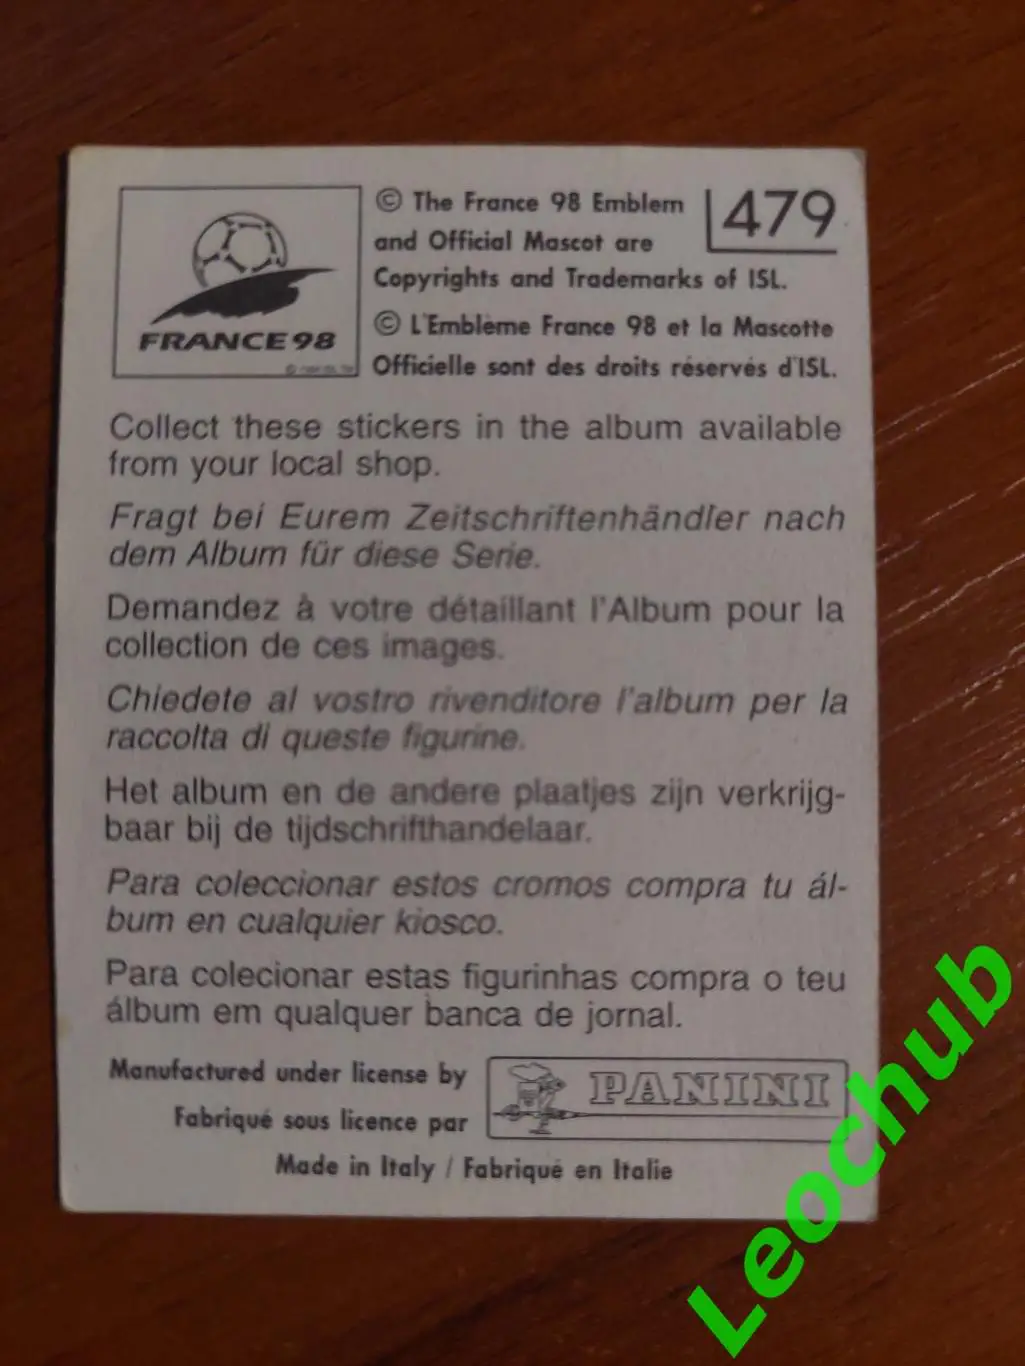 © The France 98 Emblem
and Official Mascot are
Copyrights and Trademarks of ISL.
479
© L'Emblème France 98 et la Mascotte
Officielle sont des droits réservés d'ISL.
FRANCE 98
Collect these stickers in the album available
from your local shop.
Fragt bei Eurem Zeitschriftenhändler nach
dem Album für diese Serie.
Demandez à votre détaillant l'Album pour la
collection de ces images.
Chiedete al vostro rivenditore l'album per la
raccolta di queste figurine.
Het album en de andere plaatjes zijn verkrijg-
baar bij de tijdschrifthandelaar.
Para coleccionar estos cromos compra tu ál-
bum en cualquier kiosco.
Para colecionar estas figurinhas compra o teu
álbum em qualquer banca de jornal.
Manufactured under license by
Fabriqué sous licence par
PANINI
Made in Italy / Fabriqué en Italie
Leochub